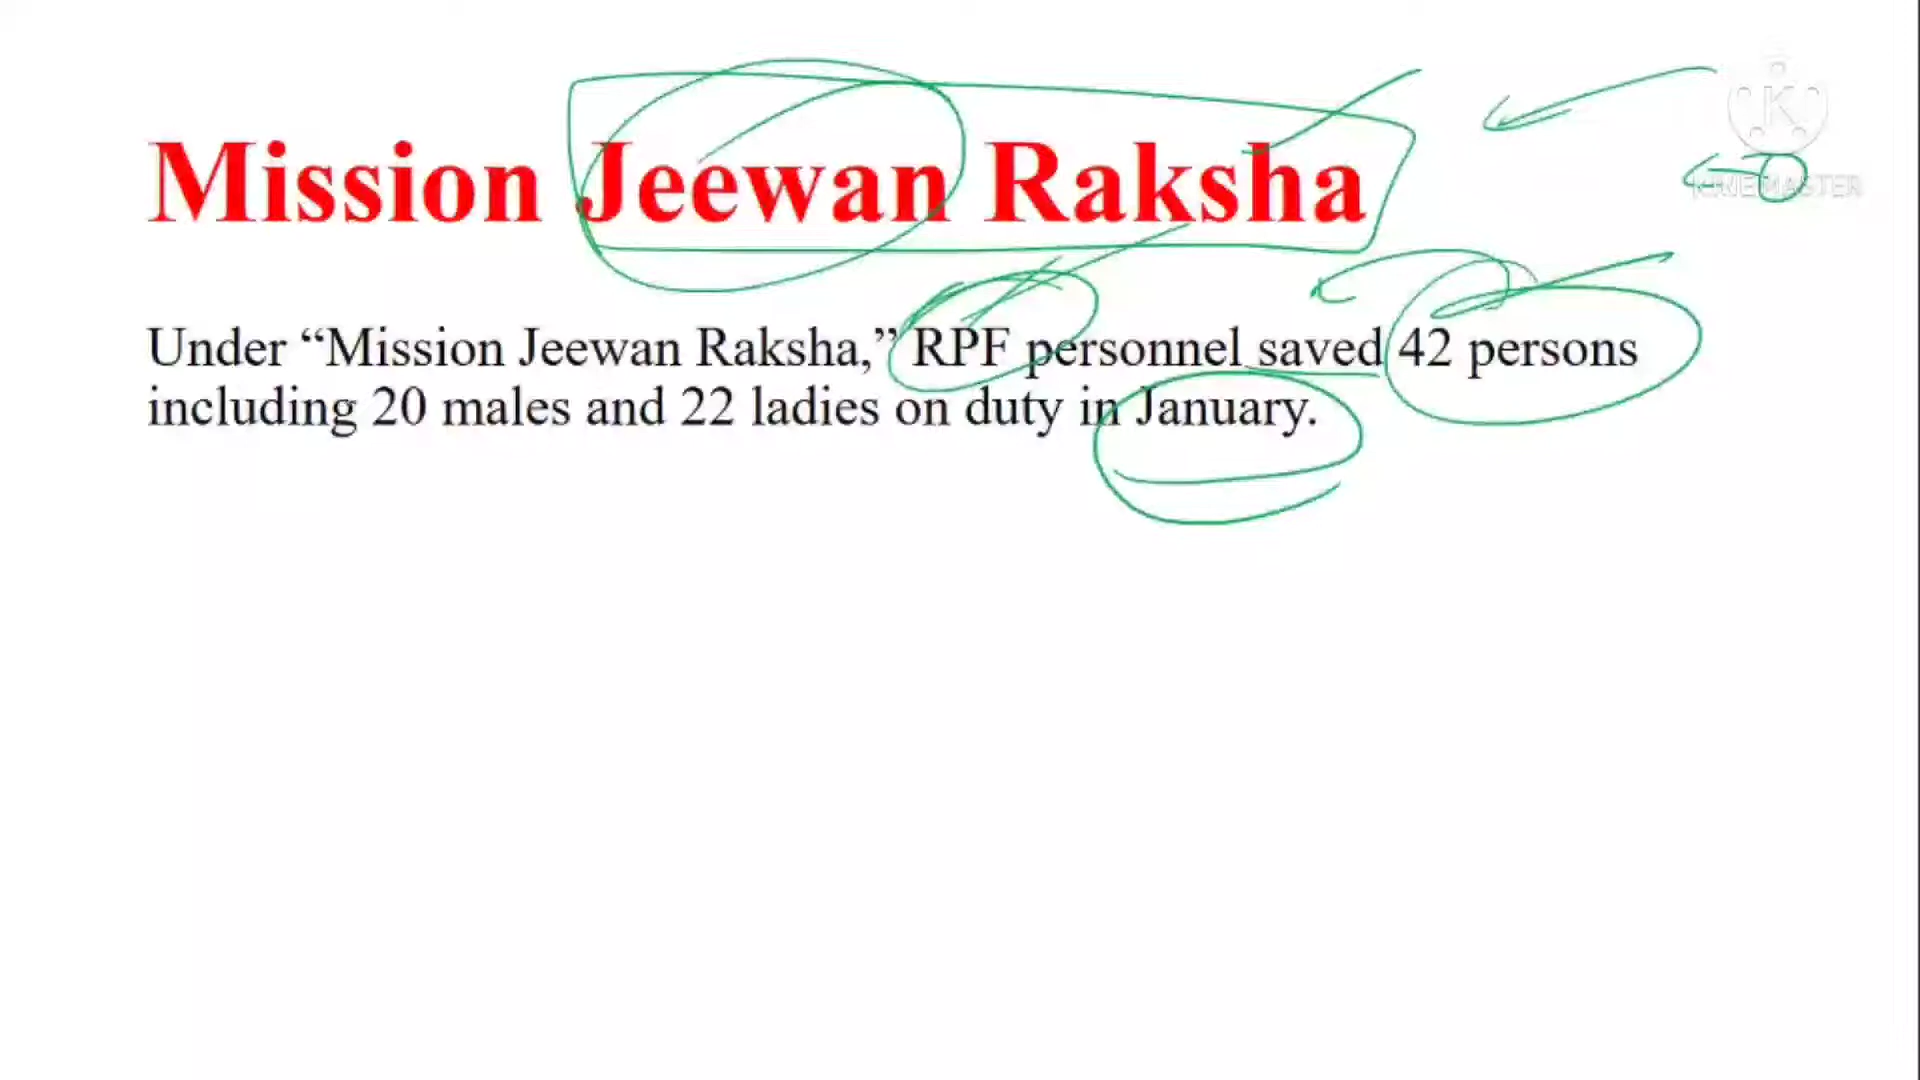 Mission Jeewan Raksha
K
KINEMASTER
Under “Mission Jeewan Raksha,” RPF personnel saved 42 persons
including 20 males and 22 ladies on duty in January.